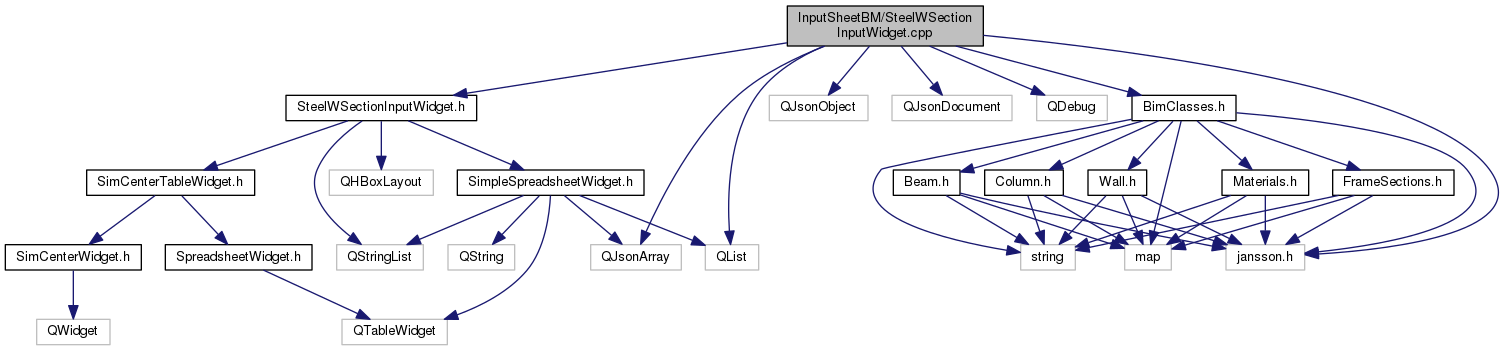 InputSheetBM/SteelWSection
InputWidget.cpp
SteelWSectionInputWidget.h
QJsonObject
QJsonDocument
QDebug
BimClasses.h
SimCenterTableWidget.h
QHBoxLayout
SimpleSpreadsheetWidget.h
Beam.h
Column.h
Wall.h
Materials.h
FrameSections.h
SimCenterWidget.h
SpreadsheetWidget.h
QStringList
QString
QJsonArray
QList
string
map
jansson.h
QWidget
QTableWidget